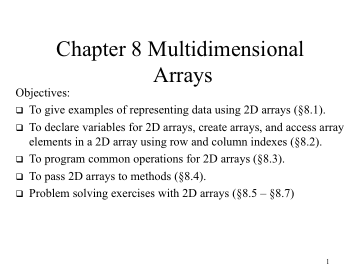 Chapter 8 Multidimensional
Arrays
Objectives:
❑ To give examples of representing data using 2D arrays (§8.1).
❑ To declare variables for 2D arrays, create arrays, and access array
elements in a 2D array using row and column indexes (§8.2).
❑ To program common operations for 2D arrays (§8.3).
❑ To pass 2D arrays to methods (§8.4).
❑ Problem solving exercises with 2D arrays (§8.5 – §8.7)
1